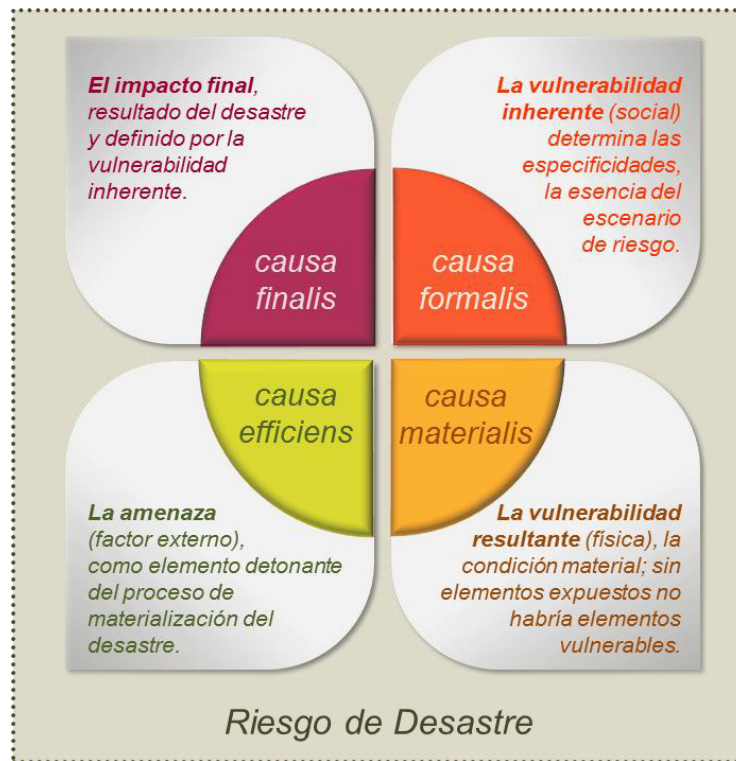 El impacto final,
resultado del desastre
y definido por la
vulnerabilidad
inherente.
La vulnerabilidad
inherente (social)
determina las
especificidades,
la esencia del
escenario
de riesgo.
causa
finalis
causa
formalis
causa
efficiens
causa
materialis
La amenaza
(factor externo),
como elemento detonante
del proceso de
materialización del
desastre.
La vulnerabilidad
resultante (física), la
condición material; sin
elementos expuestos no
habría elementos
vulnerables.
Riesgo de Desastre